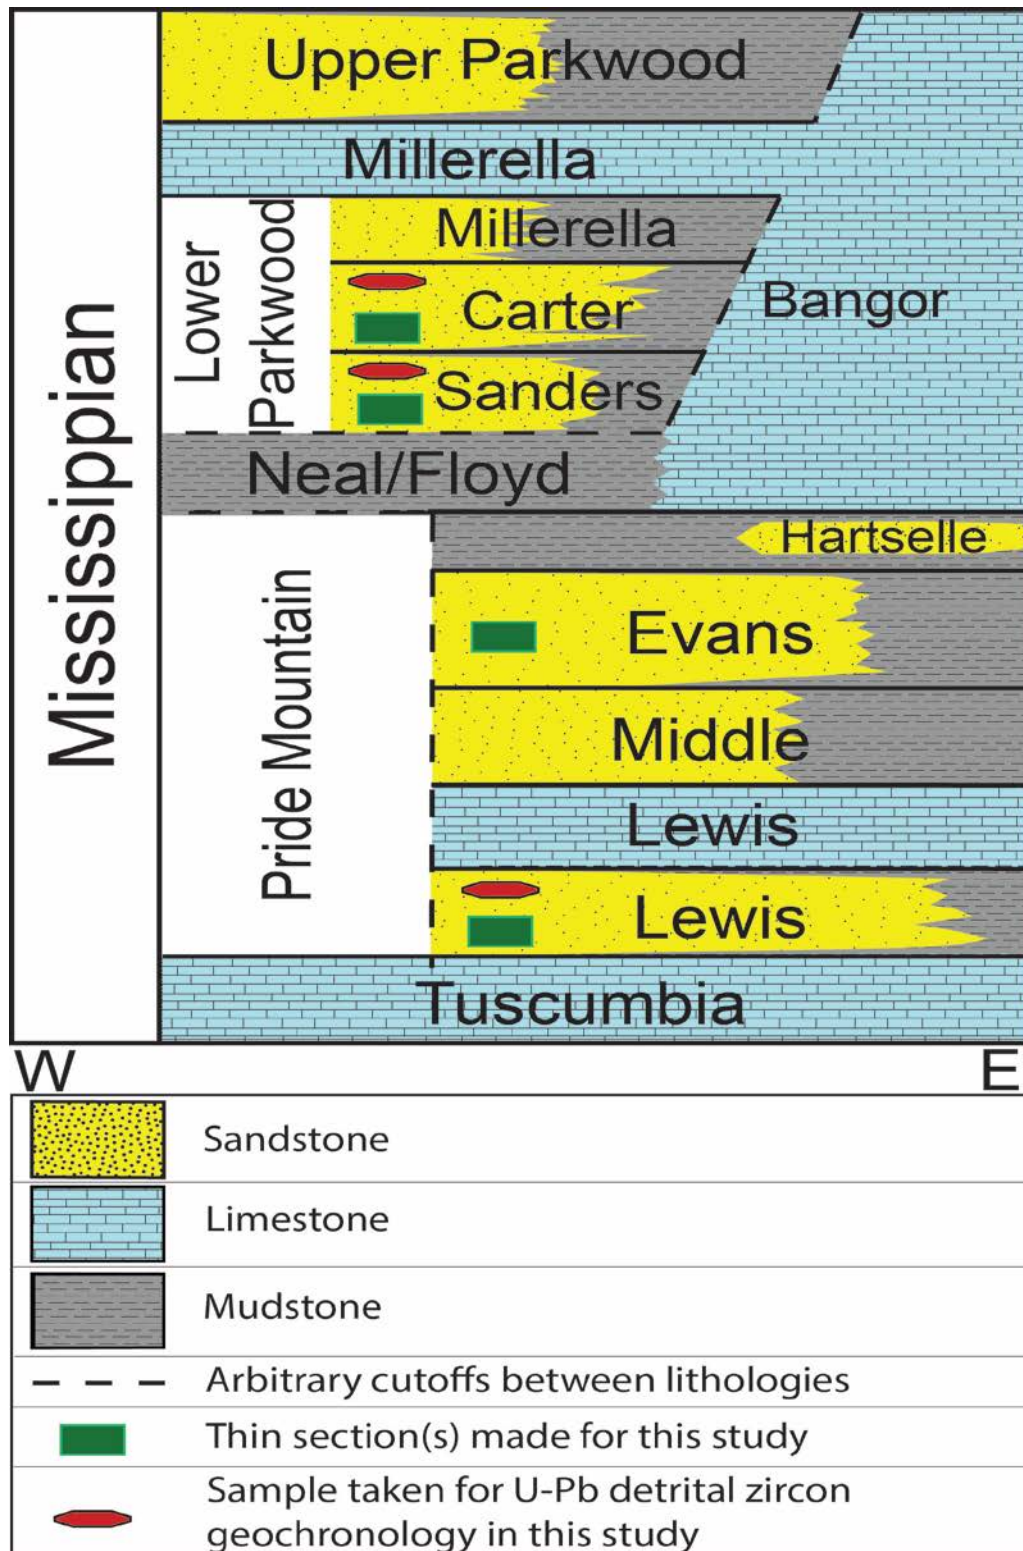 Mississippian
Upper Parkwood
Millerella
Lower
Parkwood
Millerella
Carter
Sanders
Bangor
Neal/Floyd
Pride Mountain
Hartselle
Evans
Middle
Lewis
Lewis
Tuscumbia
W
E
Sandstone
Limestone
Mudstone
Arbitrary cutoffs between lithologies
Thin section(s) made for this study
Sample taken for U-Pb detrital zircon
geochronology in this study